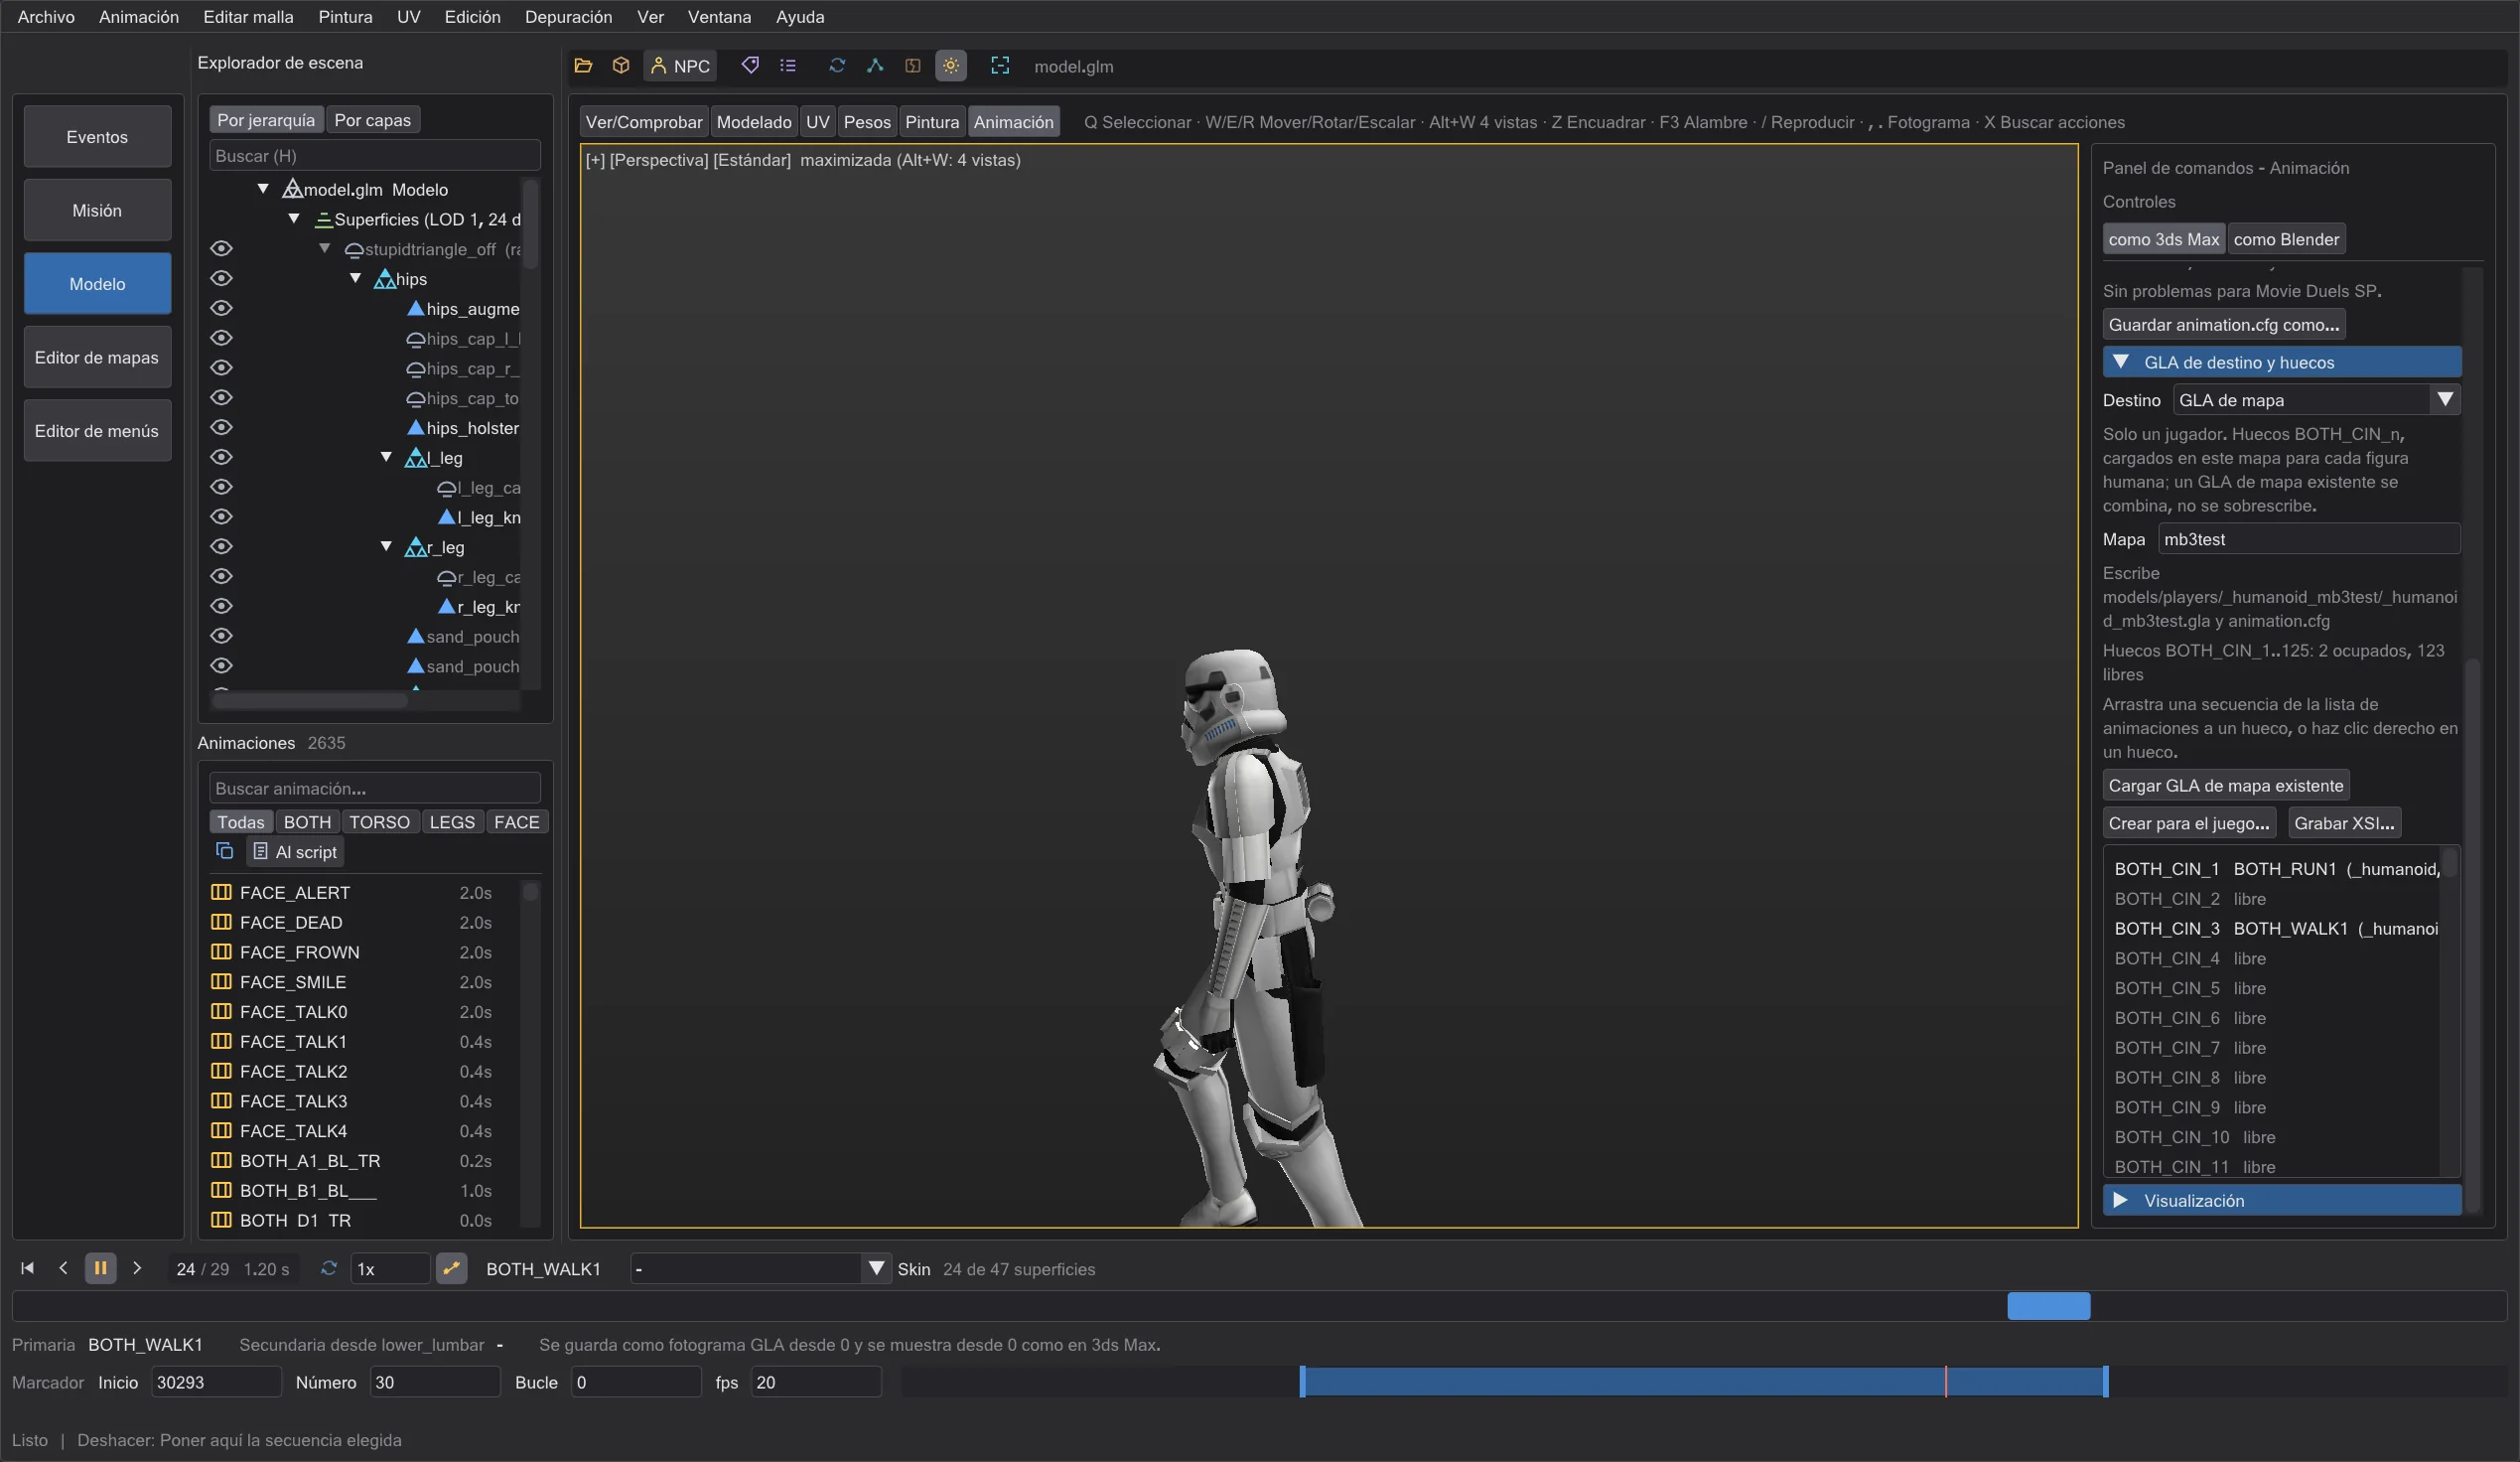 Archivo Animación Editar malla Pintura UV Edición Depuración Ver Ventana Ayuda
Explorador de escena
NPC
model.glm
Eventos
Misión
Modelo
Editor de mapas
Editor de menús
Por jerarquía Por capas
Buscar (H)
model.glm Modelo
Superficies (LOD 1, 24 d
stupidtriangle_off (ra
hips
hips_augme
hips_cap_l_l
hips_cap_r_
hips_cap_to
hips_holster
l_leg
l_leg_ca
l_leg_kn
r_leg
r_leg_ca
r_leg_kn
sand_pouch
sand_pouch
Animaciones 2635
Buscar animación...
Todas BOTH TORSO LEGS FACE
Al script
FACE_ALERT 2.0s
FACE_DEAD 2.0s
FACE_FROWN 2.0s
FACE_SMILE 2.0s
FACE_TALK0 2.0s
FACE_TALK1 0.4s
FACE_TALK2 0.4s
FACE_TALK3 0.4s
FACE_TALK4 0.4s
BOTH_A1_BL_TR 0.2s
BOTH_B1_BL___ 1.0s
BOTH_D1_TR 0.0s
Ver/Comprobar Modelado UV Pesos Pintura Animación Q Seleccionar · W/E/R Mover/Rotar/Escalar · Alt+W 4 vistas · Z Encuadrar · F3 Alambre · / Reproducir · , . Fotograma · X Buscar acciones
[+] [Perspectiva] [Estándar] maximizada (Alt+W: 4 vistas)
Panel de comandos - Animación
Controles
como 3ds Max como Blender
Sin problemas para Movie Duels SP.
Guardar animation.cfg como...
GLA de destino y huecos
Destino GLA de mapa
Solo un jugador. Huecos BOTH_CIN_n,
cargados en este mapa para cada figura
humana; un GLA de mapa existente se
combina, no se sobrescribe.
Mapa mb3test
Escribe
models/players/_humanoid_mb3test/_humanoi
d_mb3test.gla y animation.cfg
Huecos BOTH_CIN_1..125: 2 ocupados, 123
libres
Arrastra una secuencia de la lista de
animaciones a un hueco, o haz clic derecho en
un hueco.
Cargar GLA de mapa existente
Crear para el juego... Grabar XSI...
BOTH_CIN_1 BOTH_RUN1 (_humanoid,
BOTH_CIN_2 libre
BOTH_CIN_3 BOTH_WALK1 (_humanoi
BOTH_CIN_4 libre
BOTH_CIN_5 libre
BOTH_CIN_6 libre
BOTH_CIN_7 libre
BOTH_CIN_8 libre
BOTH_CIN_9 libre
BOTH_CIN_10 libre
BOTH_CIN_11 libre
Visualización
24 / 29 1.20 s 1x BOTH_WALK1 - Skin 24 de 47 superficies
Primaria BOTH_WALK1 Secundaria desde lower_lumbar - Se guarda como fotograma GLA desde 0 y se muestra desde 0 como en 3ds Max.
Marcador Inicio 30293 Número 30 Bucle 0 fps 20
Listo | Deshacer: Poner aquí la secuencia elegida